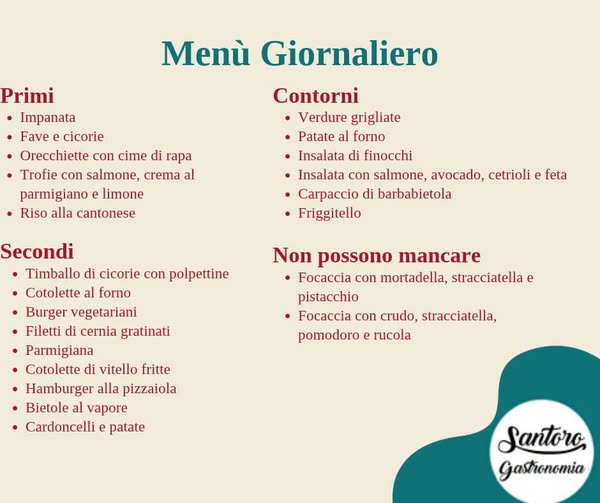 Menù Giornaliero
Primi
Impanata
Fave e cicorie
Orecchiette con cime di rapa
Trofie con salmone, crema al
parmigiano e limone
Riso alla cantonese
Secondi
Timballo di cicorie con polpettine
Cotolette al forno
Burger vegetariani
Filetti di cernia gratinati
Parmigiana
Cotolette di vitello fritte
Hamburger alla pizzaiola
Bietole al vapore
Cardoncelli e patate
Contorni
Verdure grigliate
Patate al forno
Insalata di finocchi
Insalata con salmone, avocado, cetrioli e feta
Carpaccio di barbabietola
Friggitello
Non possono mancare
Focaccia con mortadella, stracciatella e
pistacchio
Focaccia con crudo, stracciatella,
pomodoro e rucola
Santoro
Gastronomia